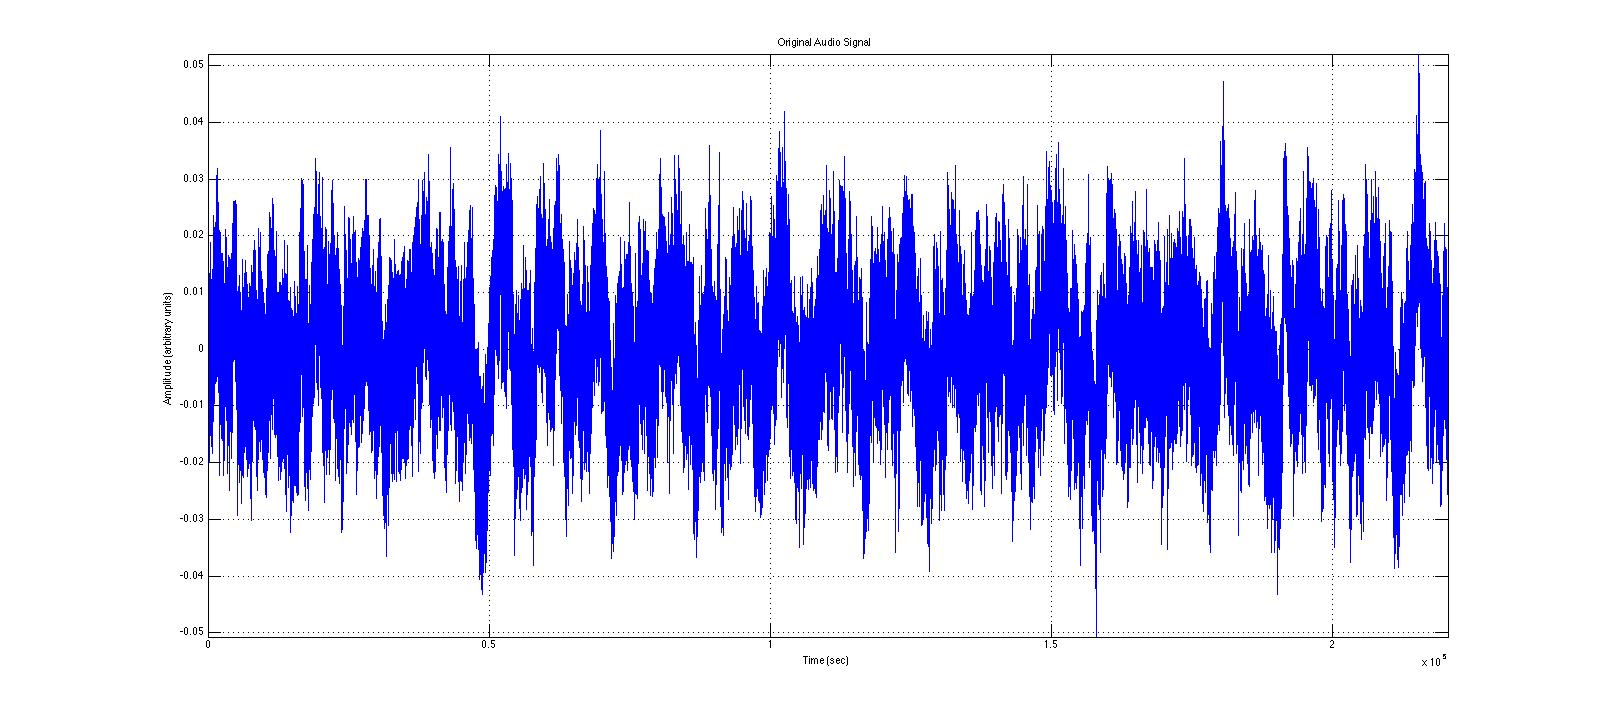 Original Audio Signal
0.05
0.04
0.03
0.02
0.01
0
-0.01
-0.02
-0.03
-0.04
-0.05
Amplitude (arbitrary units)
0 0.5 1 1.5 2
Time (sec)
x 10^5